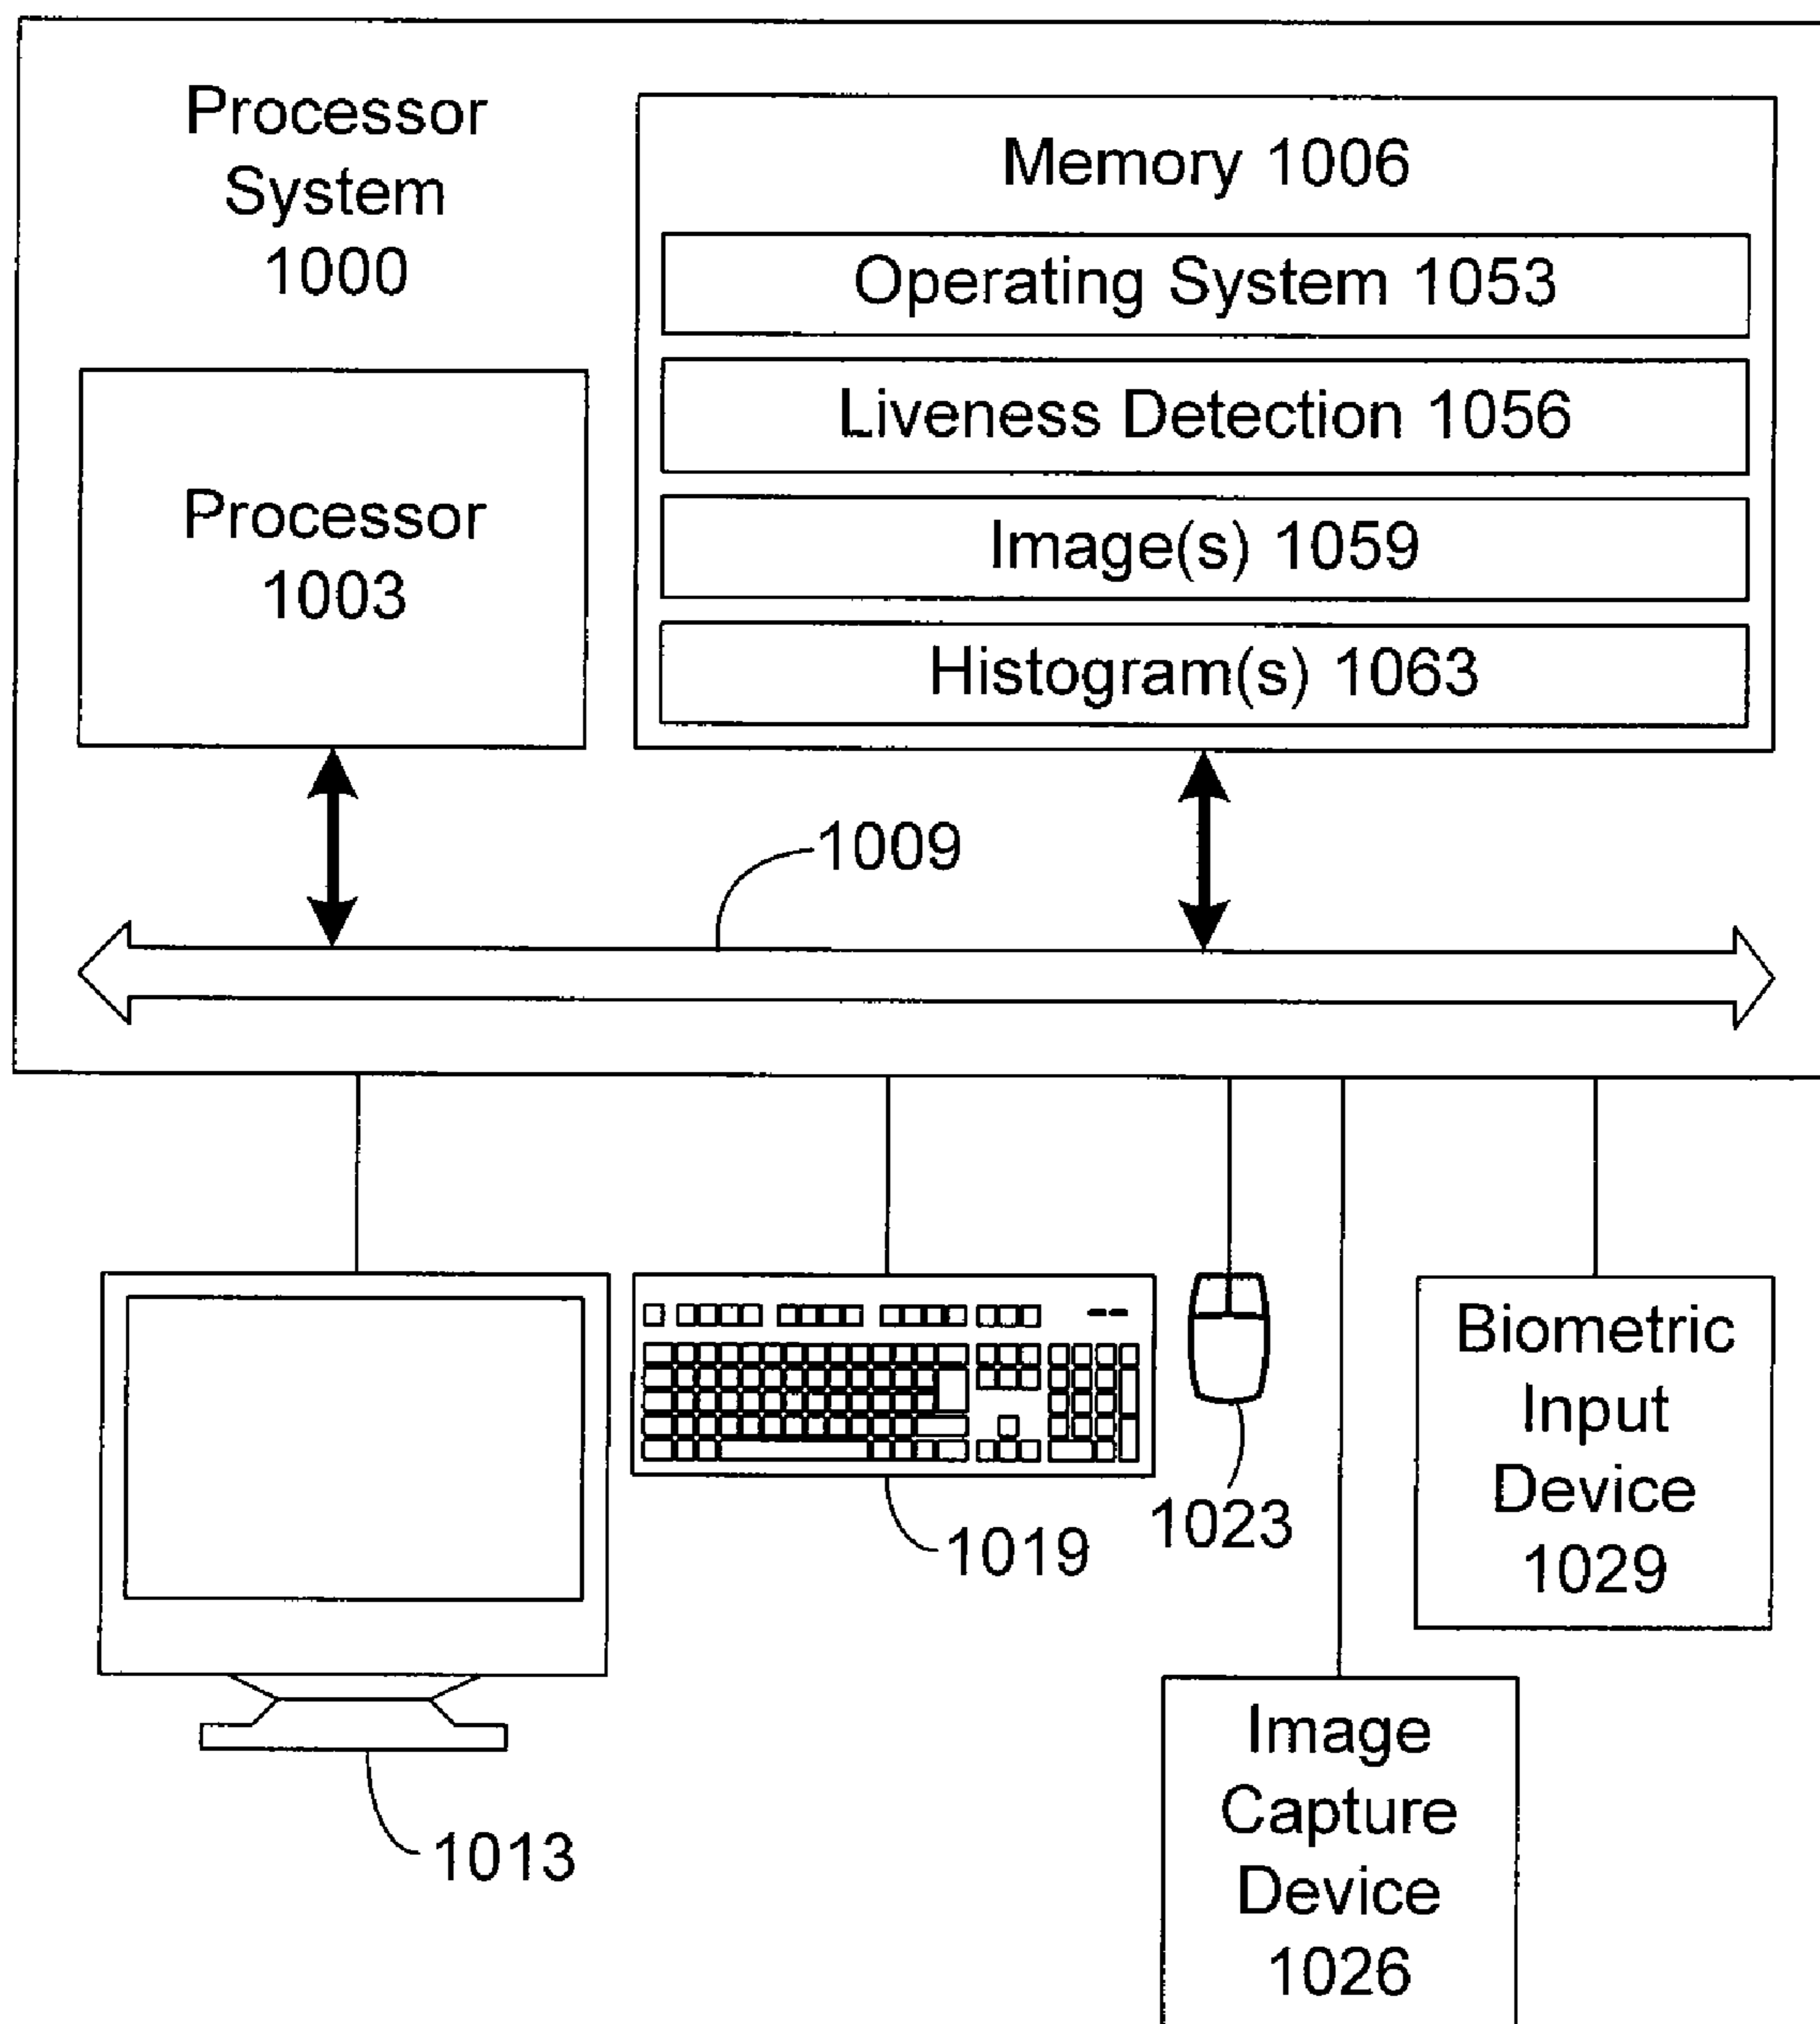 Processor
System
1000
Memory 1006
Operating System 1053
Liveness Detection 1056
Image(s) 1059
Histogram(s) 1063
Processor
1003
1009
Biometric
Input
Device
1029
1019
1023
1013
Image
Capture
Device
1026